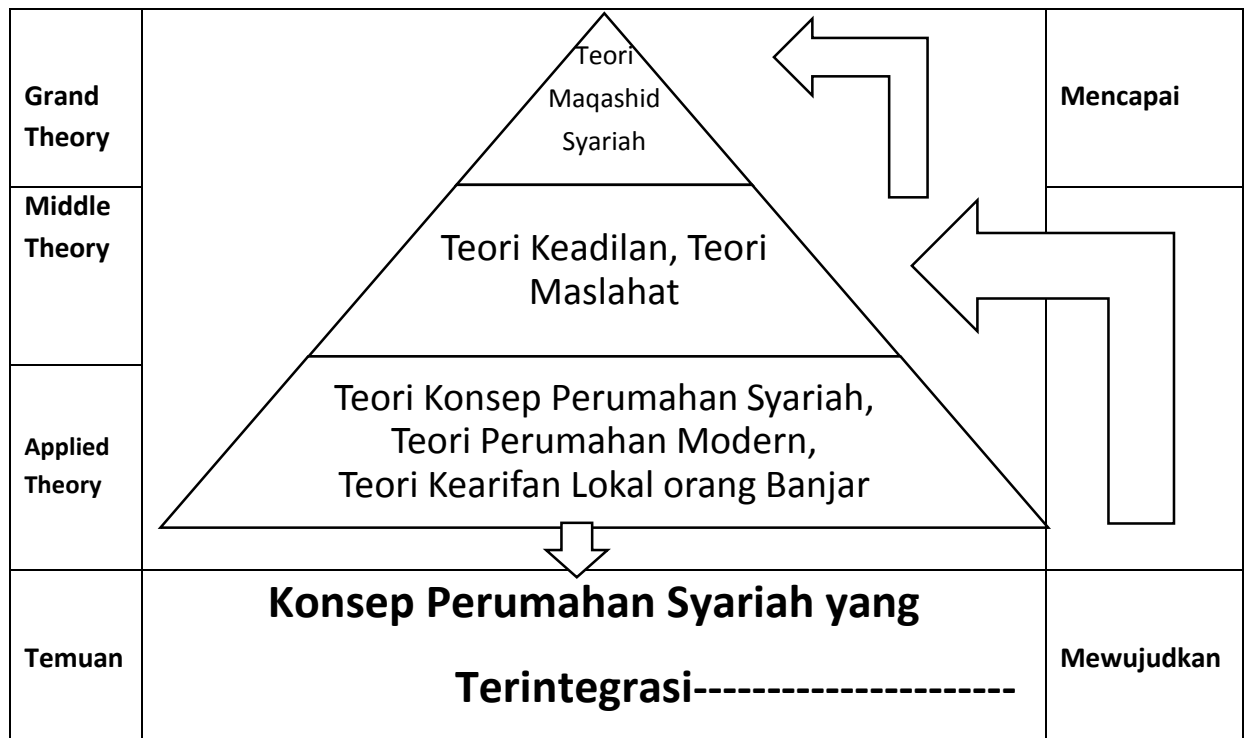 Grand
Theory
Teori
Maqashid
Syariah
Mencapai
Middle
Theory
Teori Keadilan, Teori
Maslahat
Applied
Theory
Teori Konsep Perumahan Syariah,
Teori Perumahan Modern,
Teori Kearifan Lokal orang Banjar
Temuan
Konsep Perumahan Syariah yang
Terintegrasi----------------------
Mewujudkan